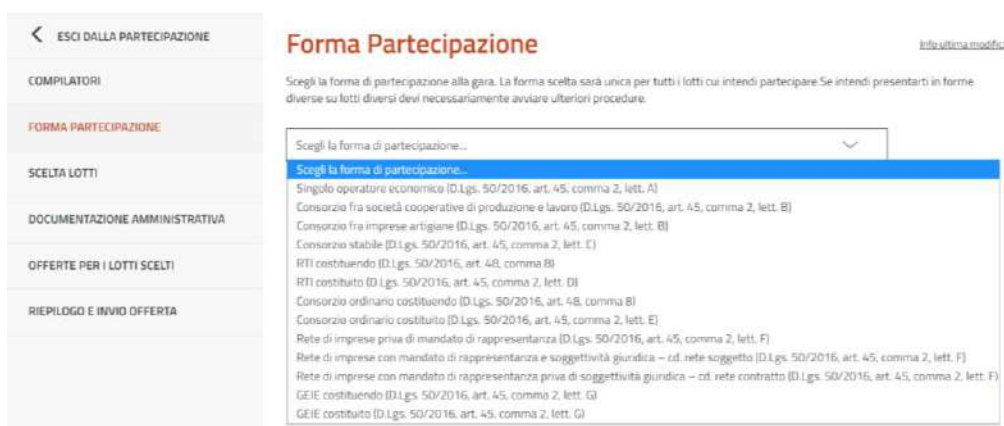 ESCI DALLA PARTECIPAZIONE
COMPILATORI
FORMA PARTECIPAZIONE
SCELTA LOTTI
DOCUMENTAZIONE AMMINISTRATIVA
OFFERTE PER I LOTTI SCELTI
RIEPILOGO E INVIO OFFERTA
Forma Partecipazione
Info ultima modific
Scegli la forma di partecipazione alla gara. La forma scelta sarà unica per tutti i lotti cui intendi partecipare.Se intendi presentarti in forme
diverse su lotti diversi devi necessariamente avviare ulteriori procedure.
Scegli la forma di partecipazione...
Scegli la forma di partecipazione...
Singolo operatore economico (D.Lgs. 50/2016, art. 45, comma 2, lett. A)
Consorzio fra società cooperative di produzione e lavoro (D.Lgs. 50/2016, art. 45, comma 2, lett. B)
Consorzio fra imprese artigiane (D.Lgs. 50/2016, art. 45, comma 2, lett. B)
Consorzio stabile (D.Lgs. 50/2016, art. 45, comma 2, lett. C)
RTI costituendo (D.Lgs. 50/2016, art. 48, comma 8)
RTI costituito (D.Lgs. 50/2016, art. 45, comma 2, lett. D)
Consorzio ordinario costituendo (D.Lgs. 50/2016, art. 48, comma 8)
Consorzio ordinario costituito (D.Lgs. 50/2016, art. 45, comma 2, lett. E)
Rete di imprese priva di mandato di rappresentanza (D.Lgs. 50/2016, art. 45, comma 2, lett. F)
Rete di imprese con mandato di rappresentanza e soggettività giuridica – cd. rete soggetto (D.Lgs. 50/2016, art. 45, comma 2, lett. F)
Rete di imprese con mandato di rappresentanza priva di soggettività giuridica – cd. rete contratto (D.Lgs. 50/2016, art. 45, comma 2, lett. F)
GEIE costituendo (D.Lgs. 50/2016, art. 45, comma 2, lett. G)
GEIE costituito (D.Lgs. 50/2016, art. 45, comma 2, lett. G)